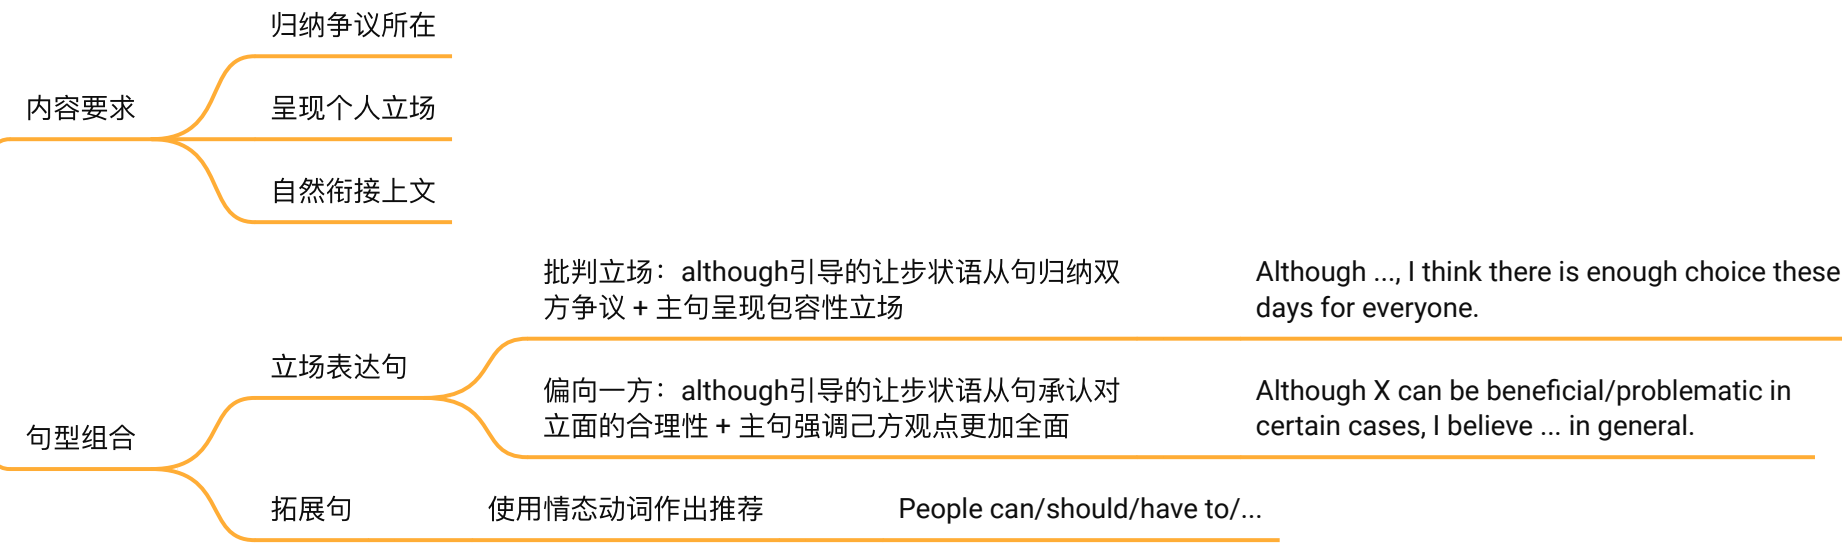 归纳争议所在
内容要求
呈现个人立场
自然衔接上文
批判立场：although引导的让步状语从句归纳双
方争议 + 主句呈现包容性立场
Although ..., I think there is enough choice these
days for everyone.
立场表达句
偏向一方：although引导的让步状语从句承认对
立面的合理性 + 主句强调己方观点更加全面
Although X can be beneficial/problematic in
certain cases, I believe ... in general.
句型组合
拓展句
使用情态动词作出推荐
People can/should/have to/...